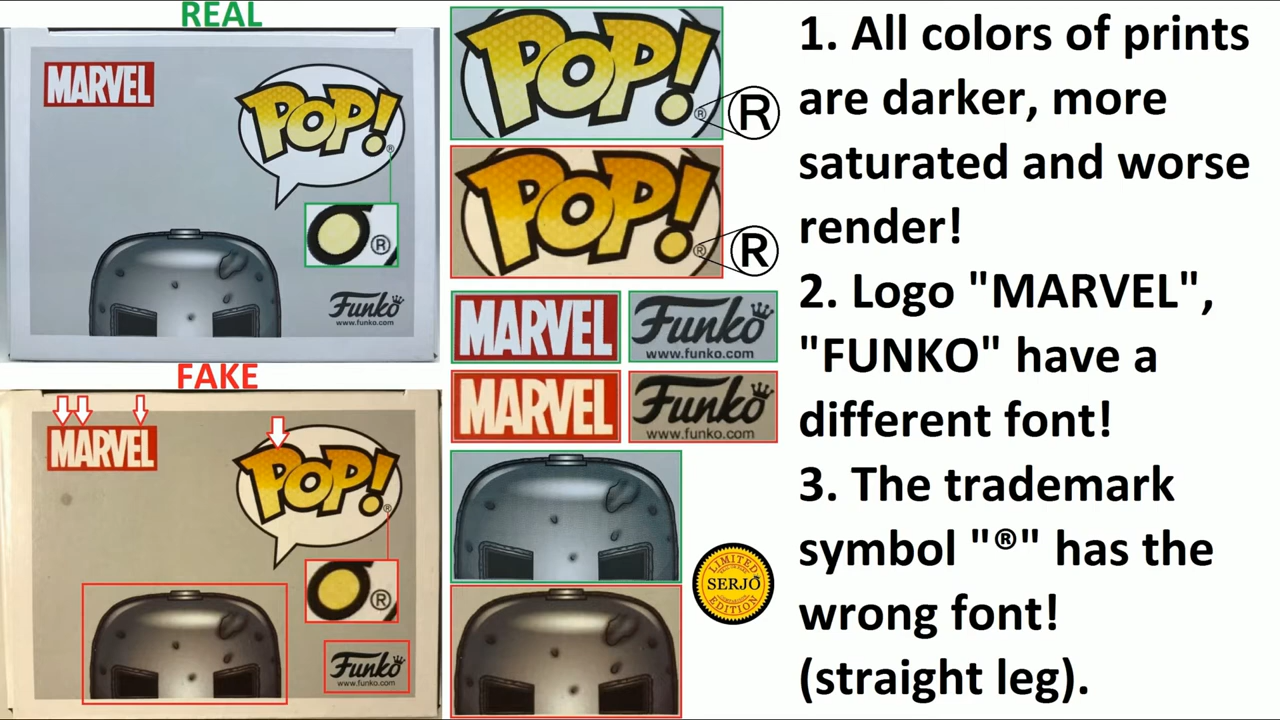 REAL
MARVEL
POP!
®
®
Funko
www.funko.com
FAKE
MARVEL
POP!
®
®
Funko
www.funko.com
POP!
®
®
POP!
®
®
MARVEL
Funko
www.funko.com
MARVEL
Funko
www.funko.com
LIMITED
SERJO
EDITION
1. All colors of prints
are darker, more
saturated and worse
render!
2. Logo "MARVEL",
"FUNKO" have a
different font!
3. The trademark
symbol "®" has the
wrong font!
(straight leg).